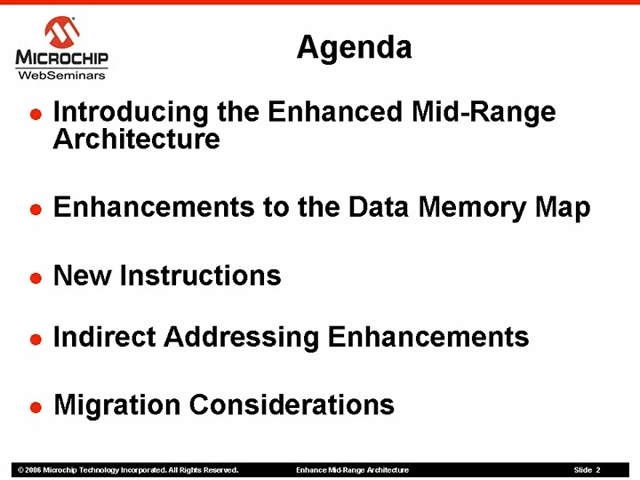 Agenda
MICROCHIP
WebSeminars
Introducing the Enhanced Mid-Range
Architecture
Enhancements to the Data Memory Map
New Instructions
Indirect Addressing Enhancements
Migration Considerations
© 2006 Microchip Technology Incorporated. All Rights Reserved.
Enhance Mid-Range Architecture
Slide 2